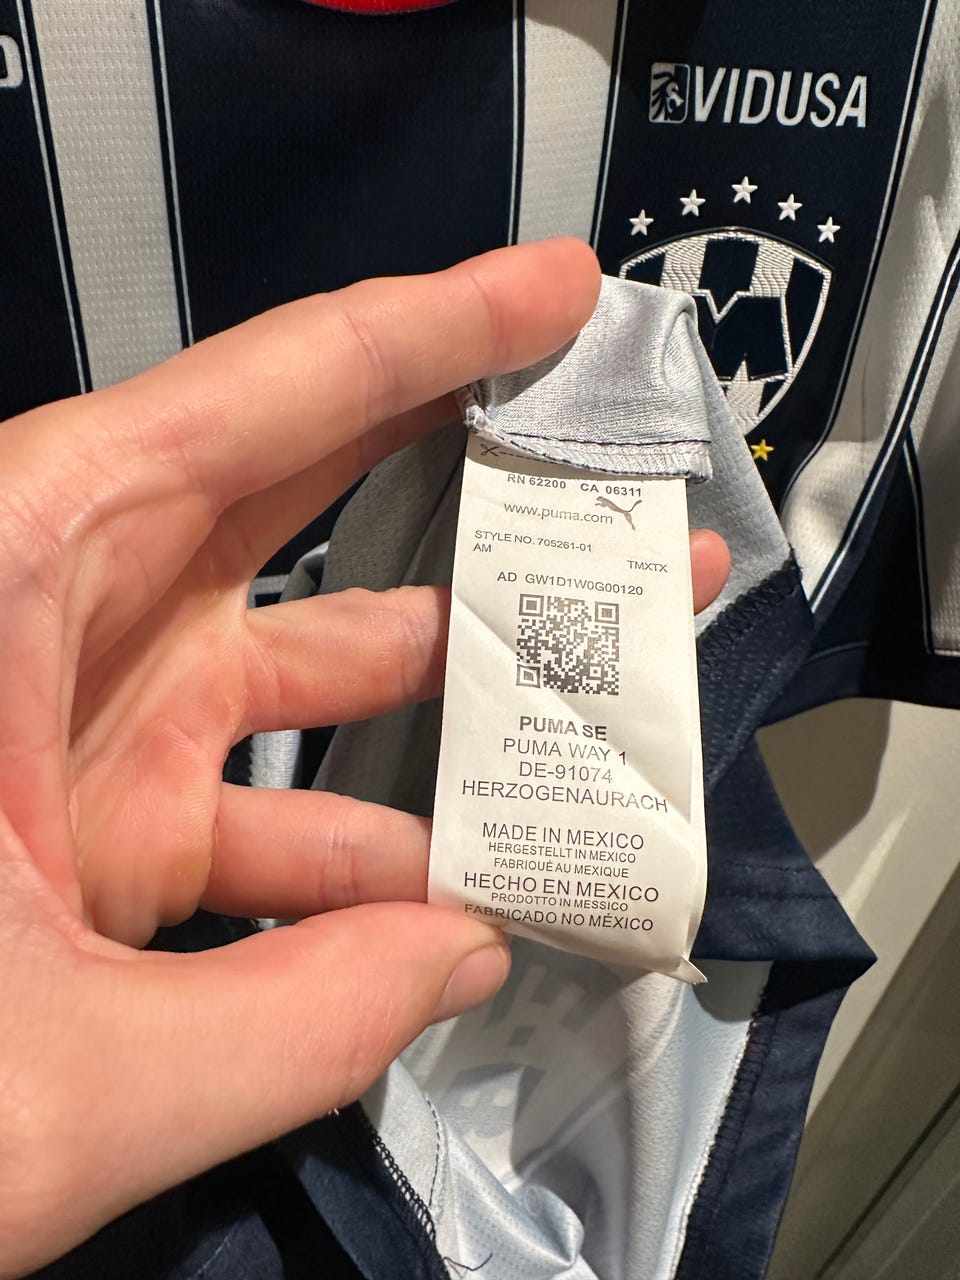 VIDUSA
RN 62200 CA 06311
www.puma.com
STYLE NO. 705261-01
AM
TMXTX
AD GW1D1W0G00120
PUMA SE
PUMA WAY 1
DE-91074
HERZOGENAURACH
MADE IN MEXICO
HERGESTELLT IN MEXICO
FABRIQUÉ AU MEXIQUE
HECHO EN MEXICO
PRODOTTO IN MESSICO
FABRICADO NO MÉXICO